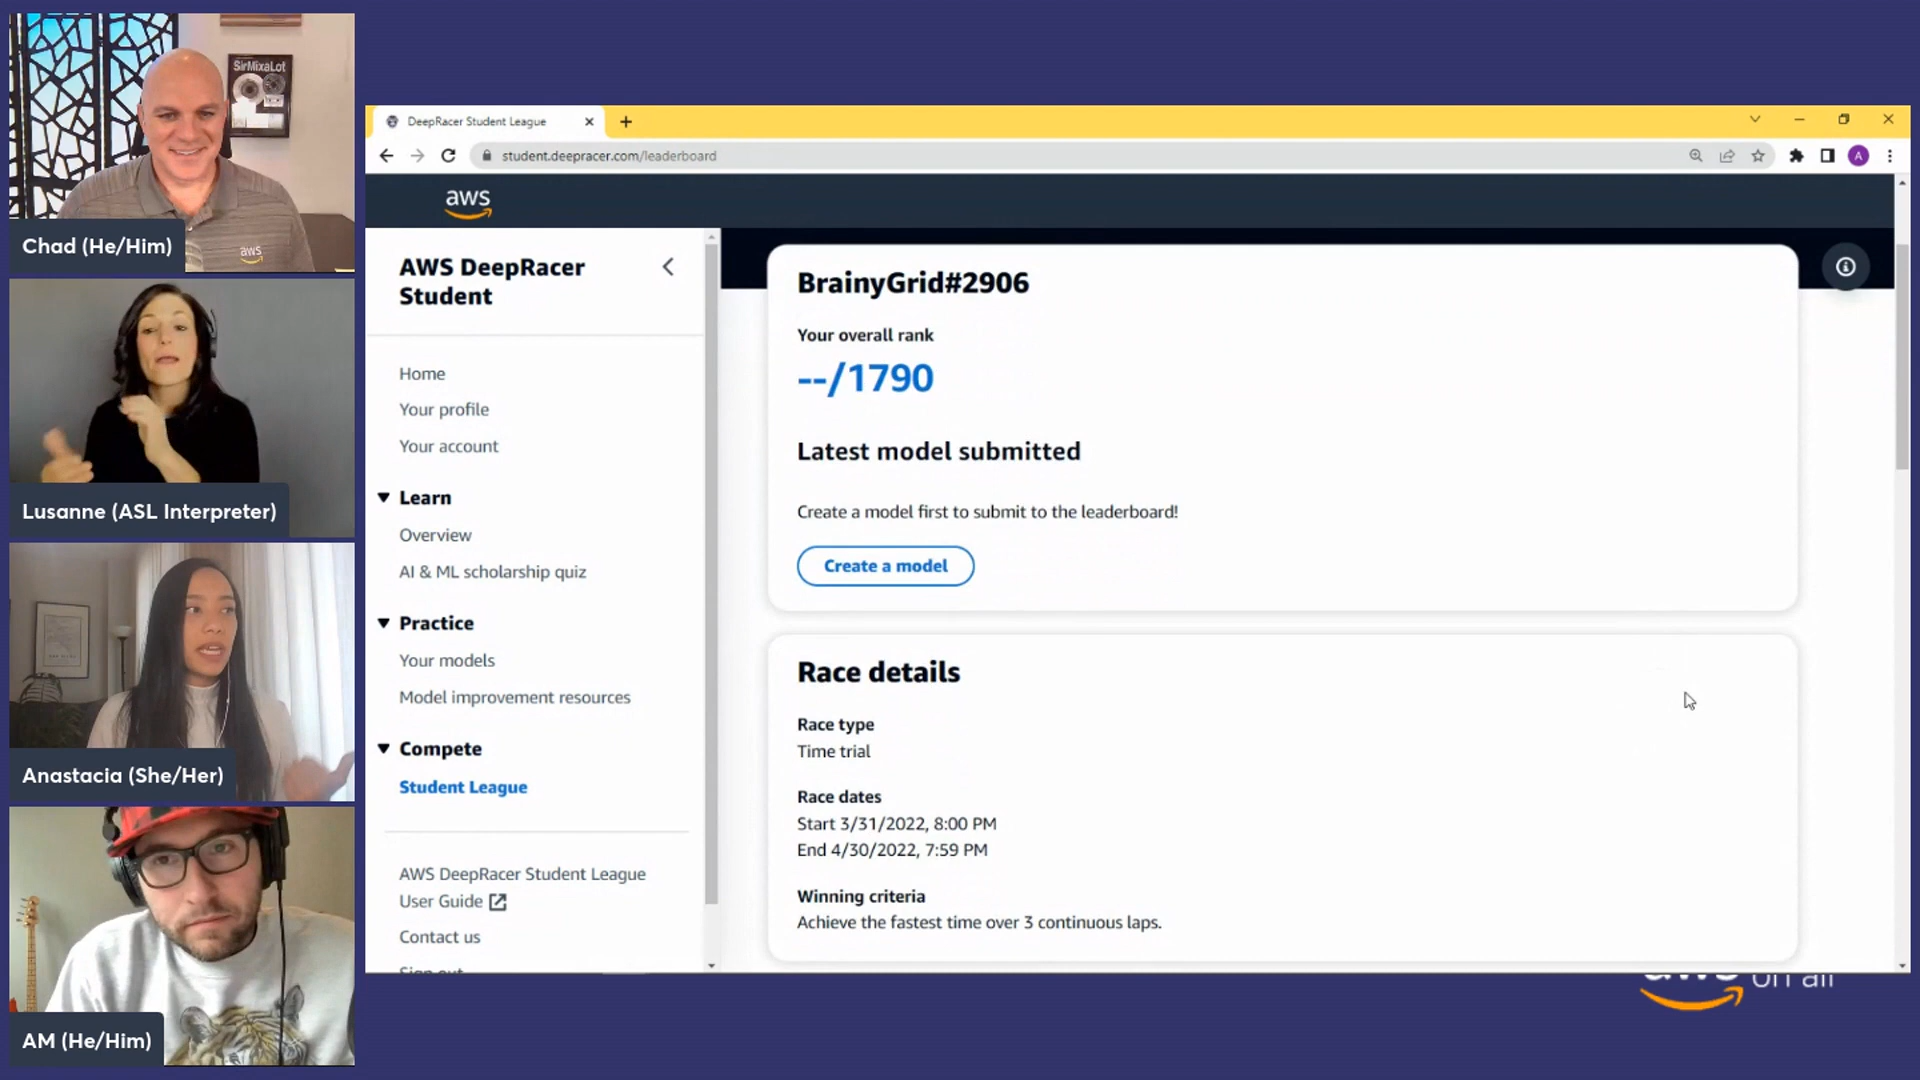 SirMixaLot
aws
Chad (He/Him)
Lusanne (ASL Interpreter)
Anastacia (She/Her)
AM (He/Him)
DeepRacer Student League
student.deepracer.com/leaderboard
A
aws
AWS DeepRacer
Student
Home
Your profile
Your account
Learn
Overview
AI & ML scholarship quiz
Practice
Your models
Model improvement resources
Compete
Student League
AWS DeepRacer Student League
User Guide
Contact us
Sign out
BrainyGrid#2906
Your overall rank
--/1790
Latest model submitted
Create a model first to submit to the leaderboard!
Create a model
Race details
Race type
Time trial
Race dates
Start 3/31/2022, 8:00 PM
End 4/30/2022, 7:59 PM
Winning criteria
Achieve the fastest time over 3 continuous laps.
aws on air